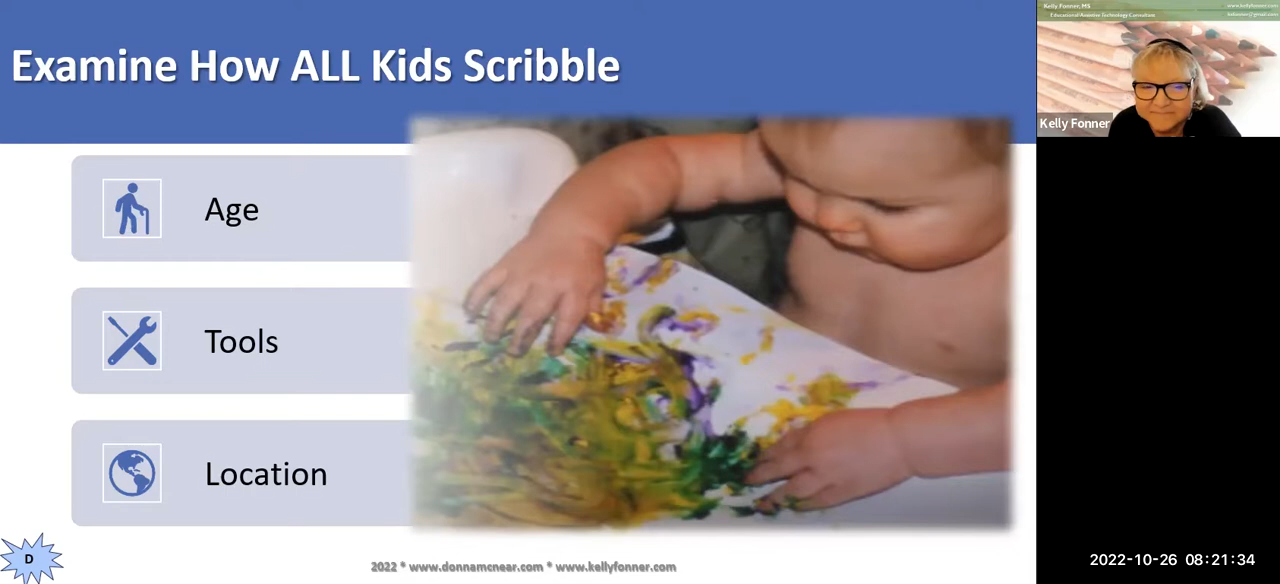 Examine How ALL Kids Scribble
Age
Tools
Location
D
2022 * www.donnamcnear.com * www.kellyfonner.com
Kelly Fonner, MS
www.kellyfonner.com
Educational/Assistive Technology Consultant
kfonner@gmail.com
Kelly Fonner
2022-10-26 08:21:34